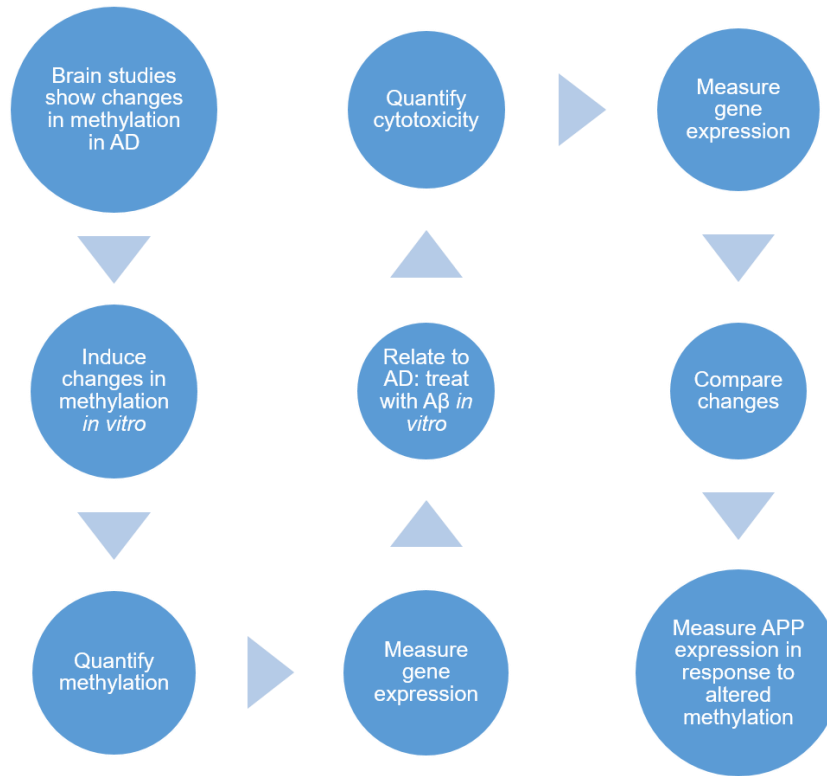 Brain studies
show changes
in methylation
in AD
Induce
changes in
methylation
in vitro
Quantify
methylation
Measure
gene
expression
Relate to
AD: treat
with Aβ in
vitro
Quantify
cytotoxicity
Measure
gene
expression
Compare
changes
Measure APP
expression in
response to
altered
methylation